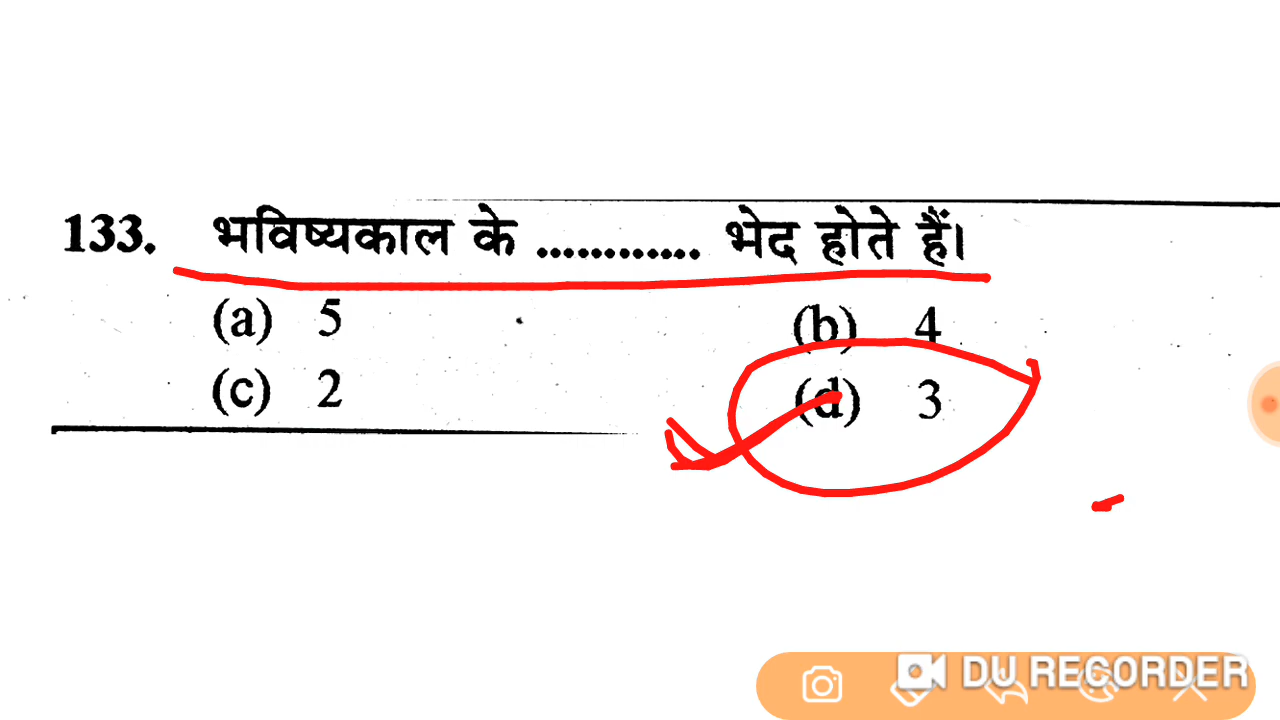 133. भविष्यकाल के ............ भेद होते हैं।
(a) 5 (b) 4
(c) 2 (d) 3
DU RECORDER